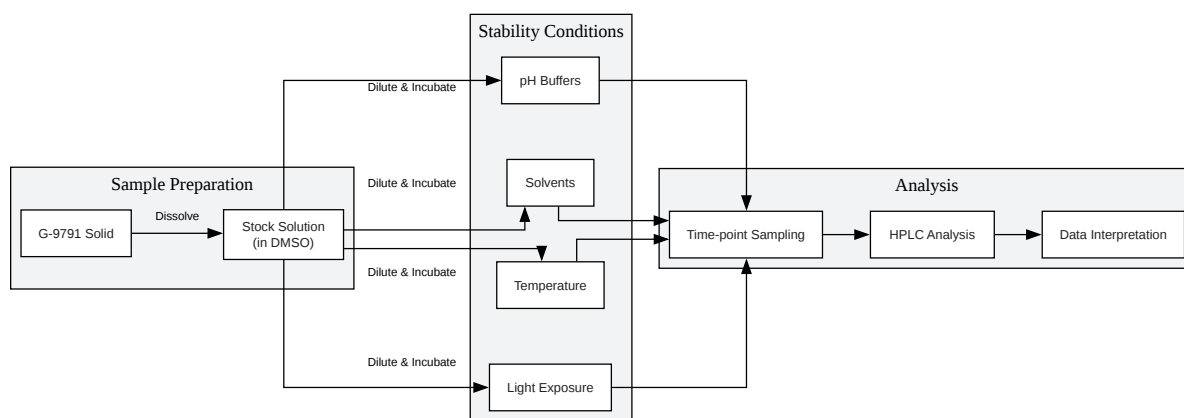 Stability Conditions
Dilute & Incubate
pH Buffers
Sample Preparation
Dilute & Incubate
Solvents
Analysis
G-9791 Solid
Dissolve
Stock Solution
(in DMSO)
Time-point Sampling
HPLC Analysis
Data Interpretation
Dilute & Incubate
Temperature
Dilute & Incubate
Light Exposure